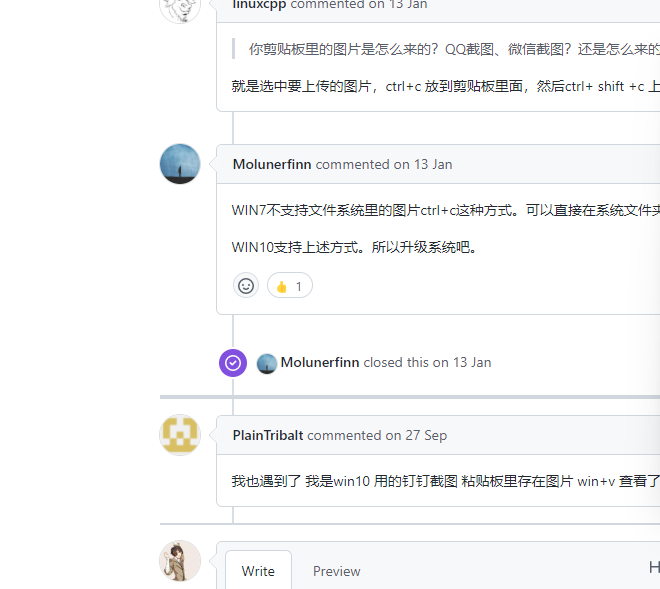 linuxcpp commented on 13 Jan
你剪贴板里的图片是怎么来的？QQ截图、微信截图？还是怎么来的
就是选中要上传的图片，ctrl+c 放到剪贴板里面，然后ctrl+ shift +c 上
Molunerfinn commented on 13 Jan
WIN7不支持文件系统里的图片ctrl+c这种方式。可以直接在系统文件夹
WIN10支持上述方式。所以升级系统吧。
👍 1
Molunerfinn closed this on 13 Jan
PlainTribalt commented on 27 Sep
我也遇到了 我是win10 用的钉钉截图 粘贴板里存在图片 win+v 查看了
Write Preview H